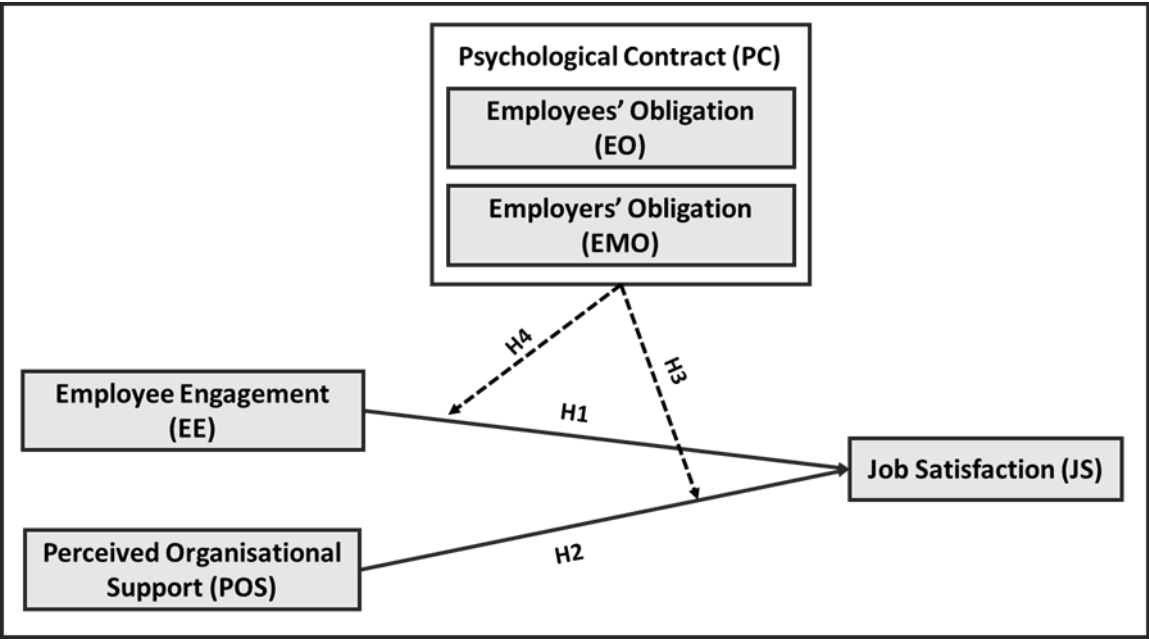 Psychological Contract (PC)
Employees’ Obligation
(EO)
Employers’ Obligation
(EMO)
H4
H3
Employee Engagement
(EE)
H1
Job Satisfaction (JS)
Perceived Organisational
Support (POS)
H2